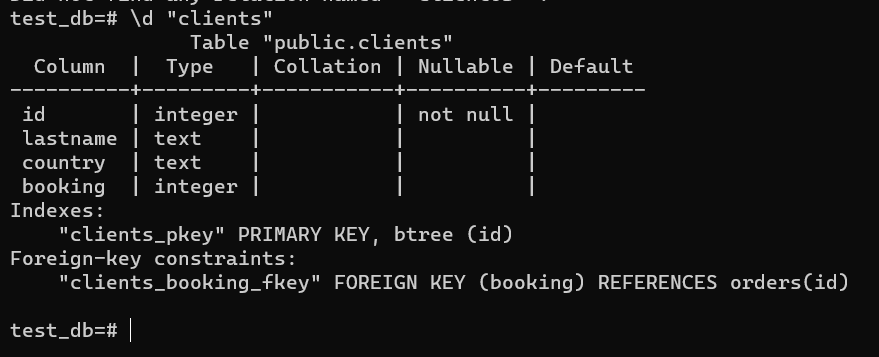 test_db=# \d "clients"
               Table "public.clients"
  Column  |  Type   | Collation | Nullable | Default
----------+---------+-----------+----------+---------
 id       | integer |           | not null |
 lastname | text    |           |          |
 country  | text    |           |          |
 booking  | integer |           |          |
Indexes:
    "clients_pkey" PRIMARY KEY, btree (id)
Foreign-key constraints:
    "clients_booking_fkey" FOREIGN KEY (booking) REFERENCES orders(id)
test_db=#